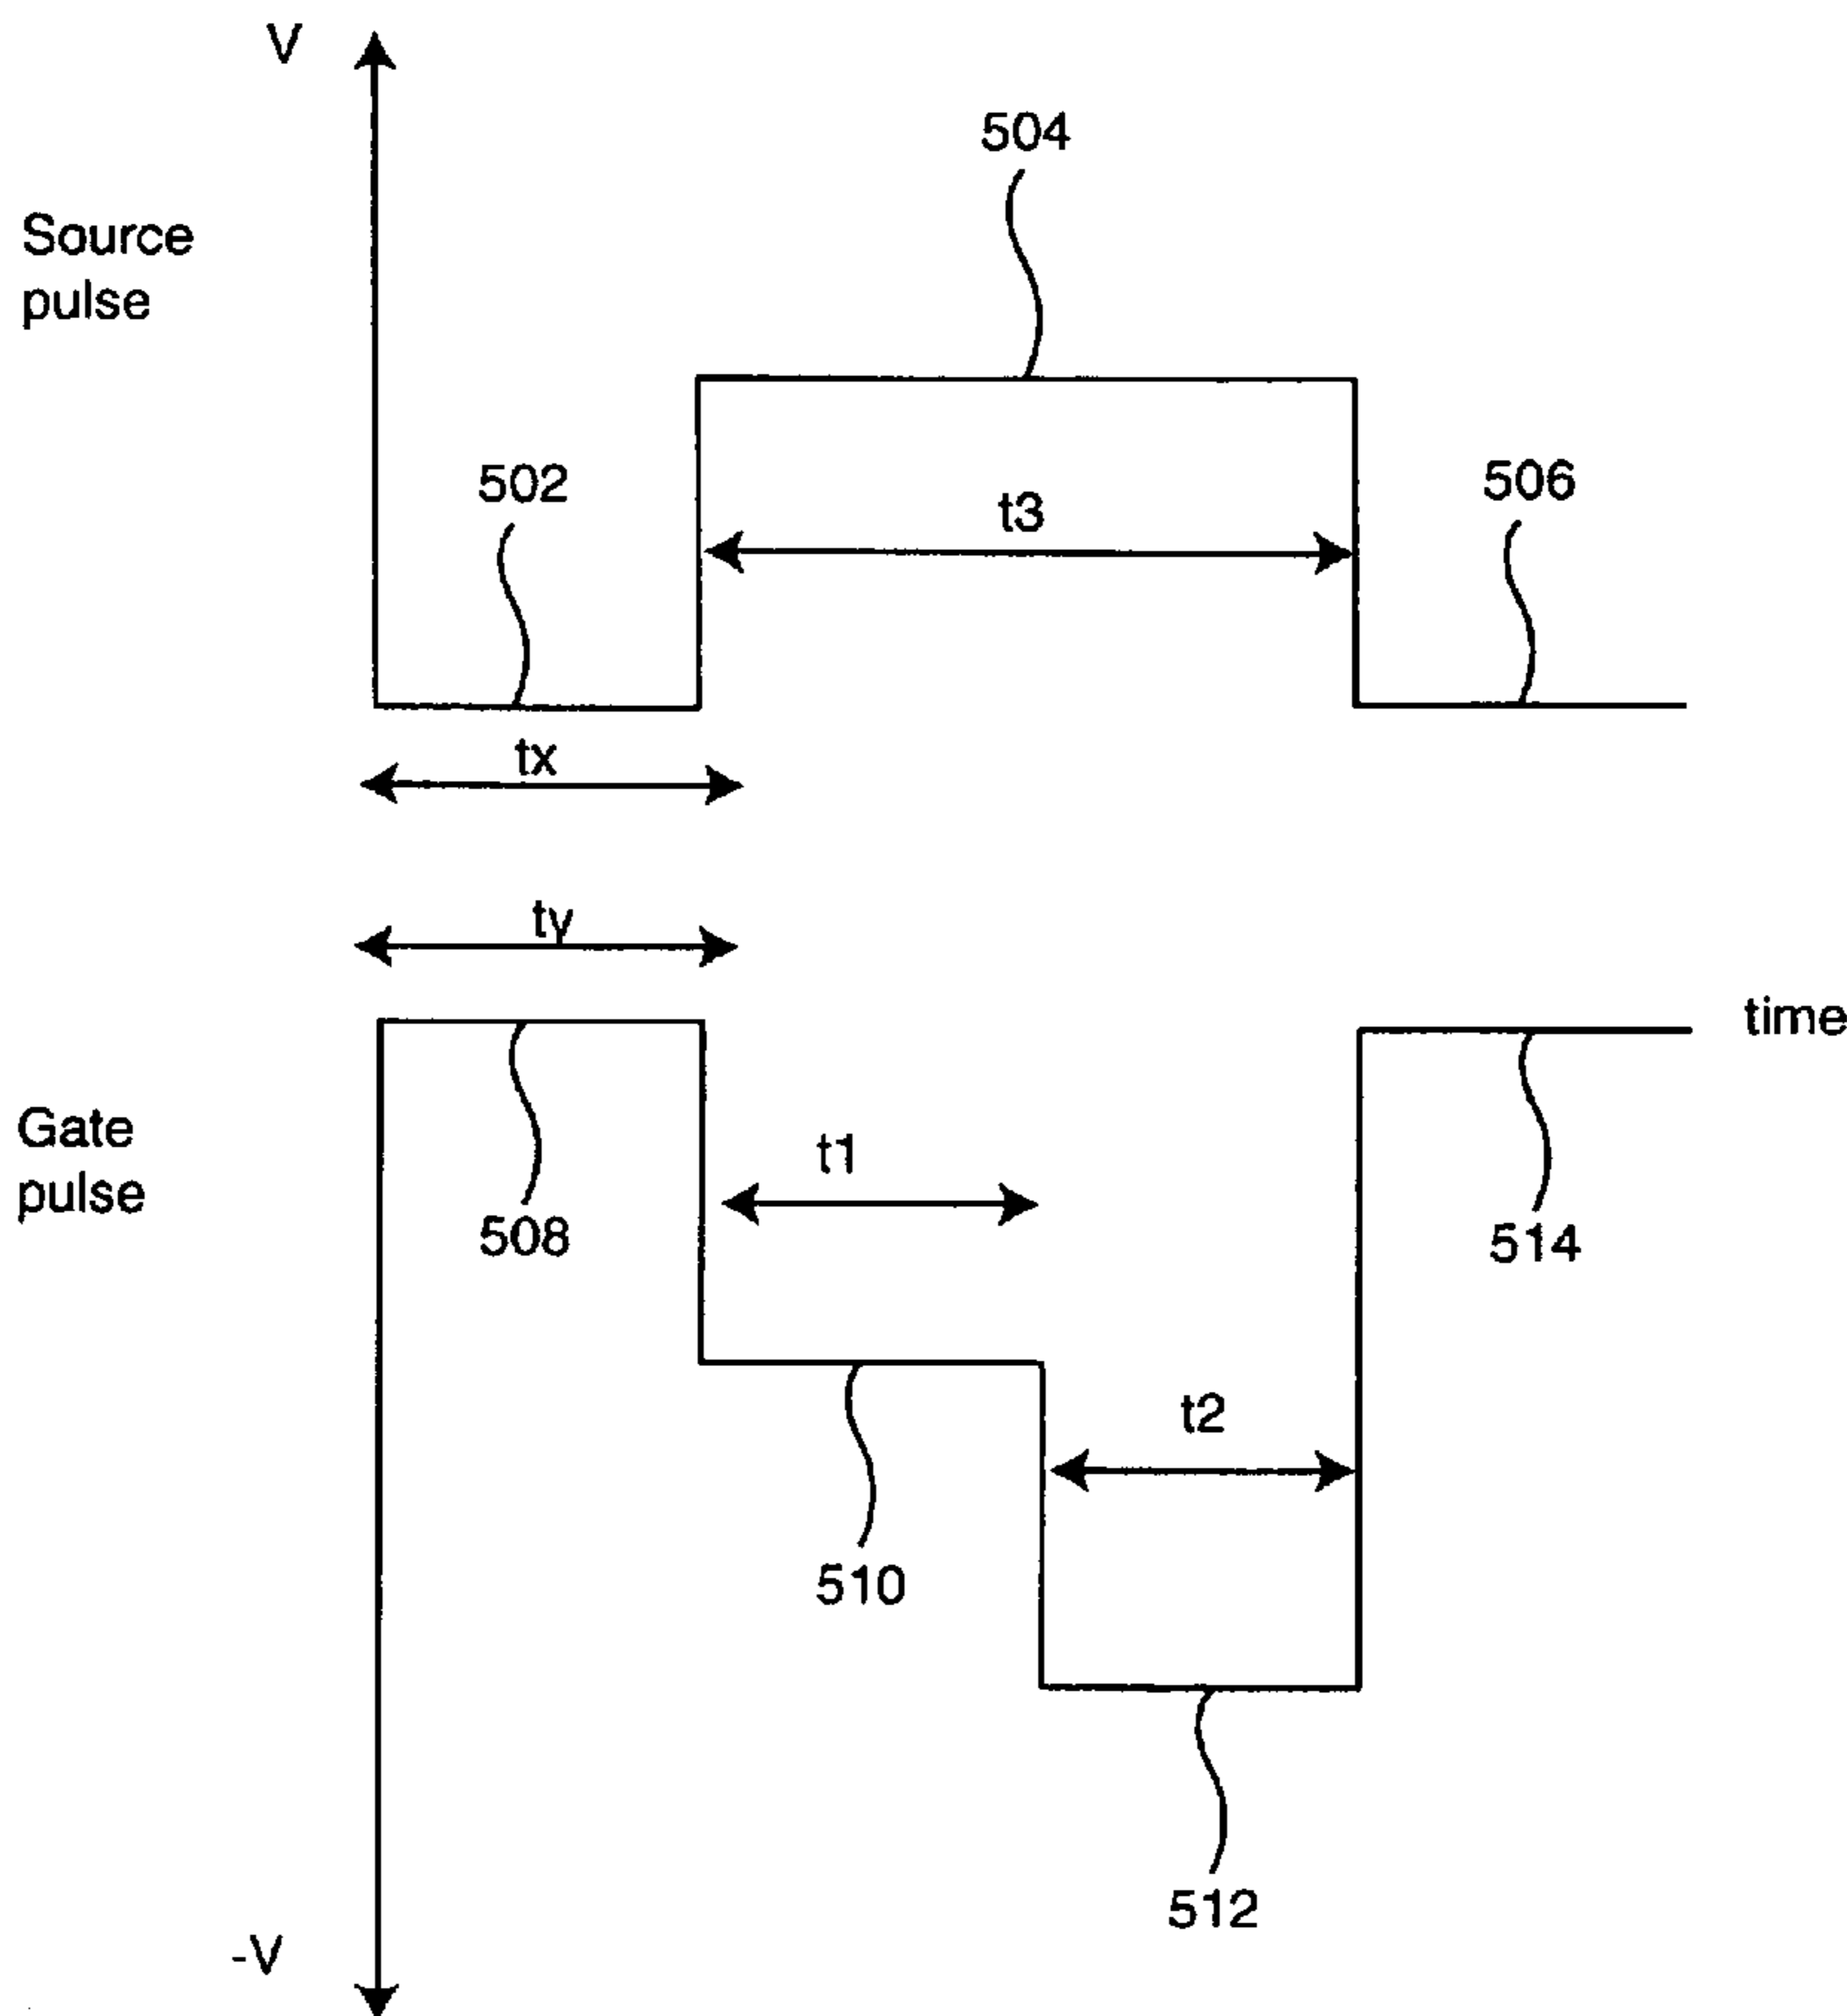 V
504
Source
pulse
502
506
t3
tx
ty
time
Gate
pulse
t1
508
514
t2
510
512
-V